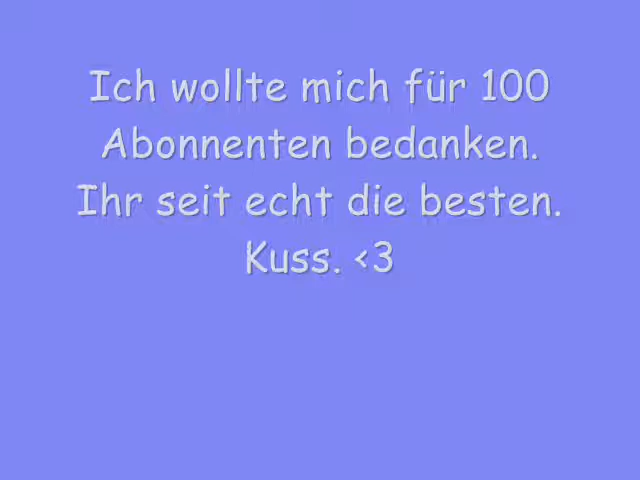 Ich wollte mich für 100
Abonnenten bedanken.
Ihr seit echt die besten.
Kuss. <3